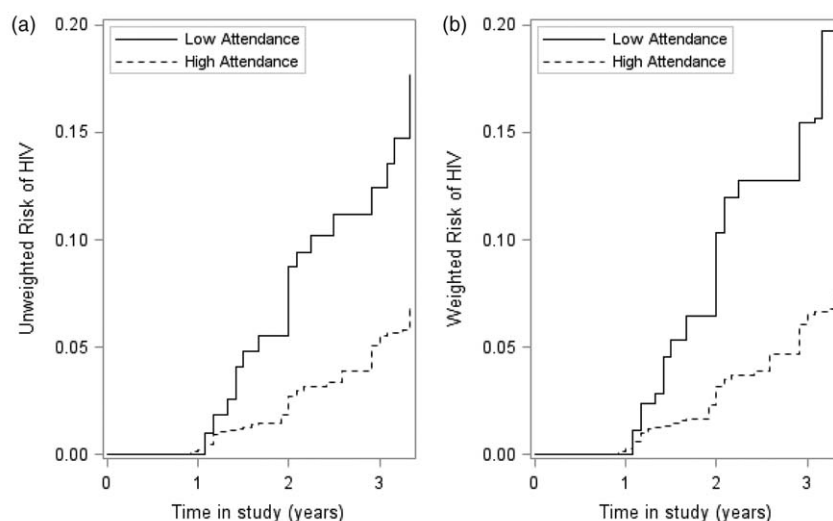 (a)
Unweighted Risk of HIV
0.20
0.15
0.10
0.05
0.00
Low Attendance
High Attendance
0 1 2 3
Time in study (years)
(b)
Weighted Risk of HIV
0.20
0.15
0.10
0.05
0.00
Low Attendance
High Attendance
0 1 2 3
Time in study (years)